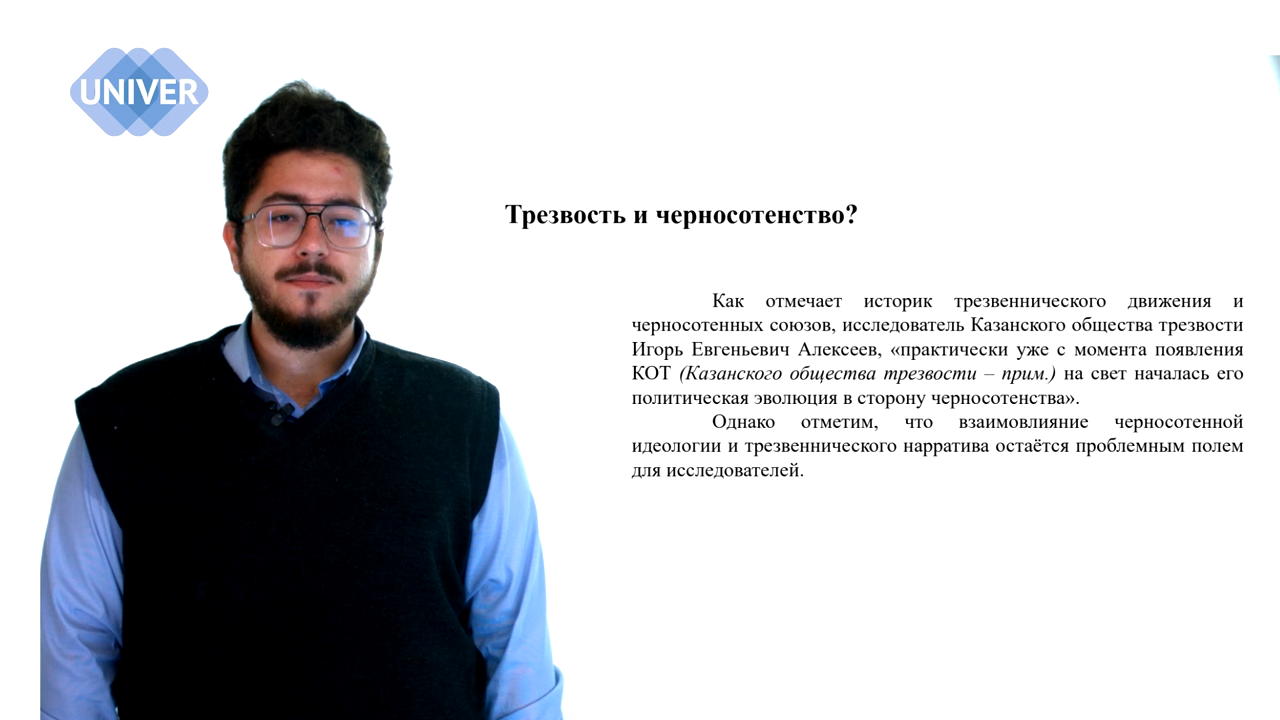 UNIVER
Трезвость и черносотенство?
Как отмечает историк трезвеннического движения и
черносотенных союзов, исследователь Казанского общества трезвости
Игорь Евгеньевич Алексеев, «практически уже с момента появления
КОТ (Казанского общества трезвости – прим.) на свет началась его
политическая эволюция в сторону черносотенства».
Однако отметим, что взаимовлияние черносотенной
идеологии и трезвеннического нарратива остаётся проблемным полем
для исследователей.